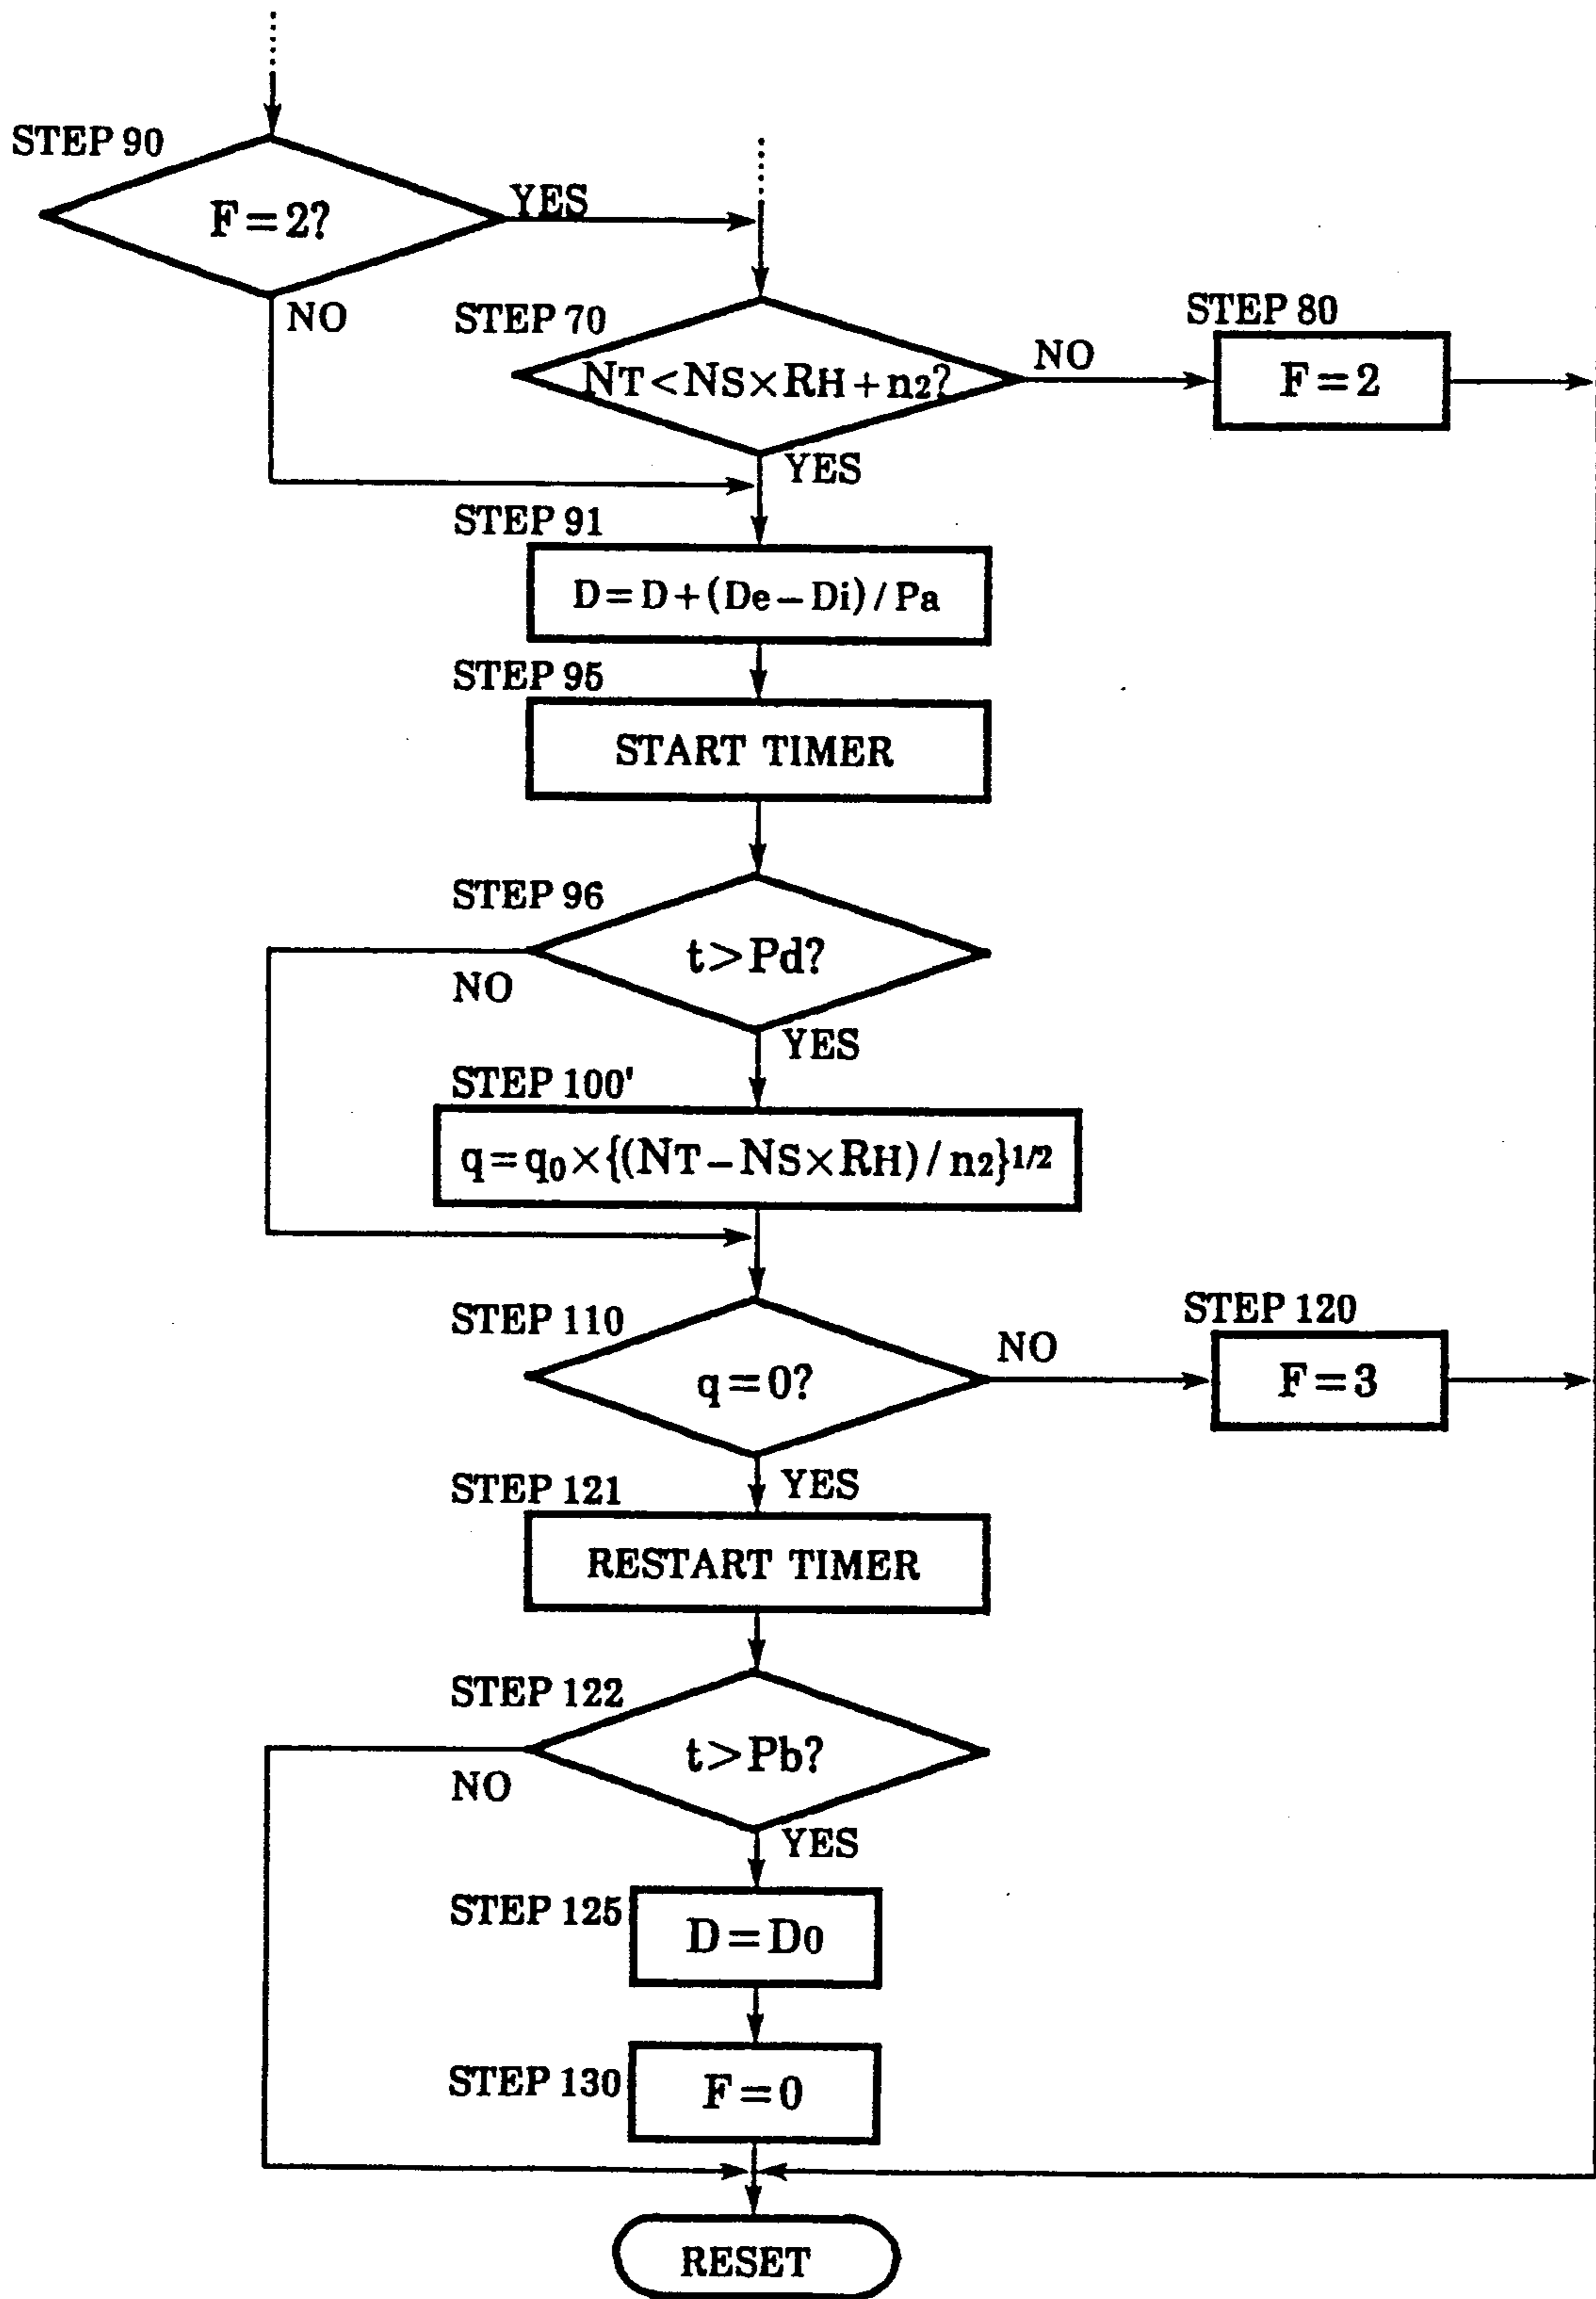 STEP 90
F=2?
YES
NO
STEP 70
NT<NS×RH+n2?
NO
YES
STEP 80
F=2
STEP 91
D=D+(De-Di)/Pa
STEP 95
START TIMER
STEP 96
t>Pd?
NO
YES
STEP 100'
q=q0×{(NT-NS×RH)/n2}1/2
STEP 110
q=0?
NO
YES
STEP 120
F=3
STEP 121
RESTART TIMER
STEP 122
t>Pb?
NO
YES
STEP 125
D=D0
STEP 130
F=0
RESET